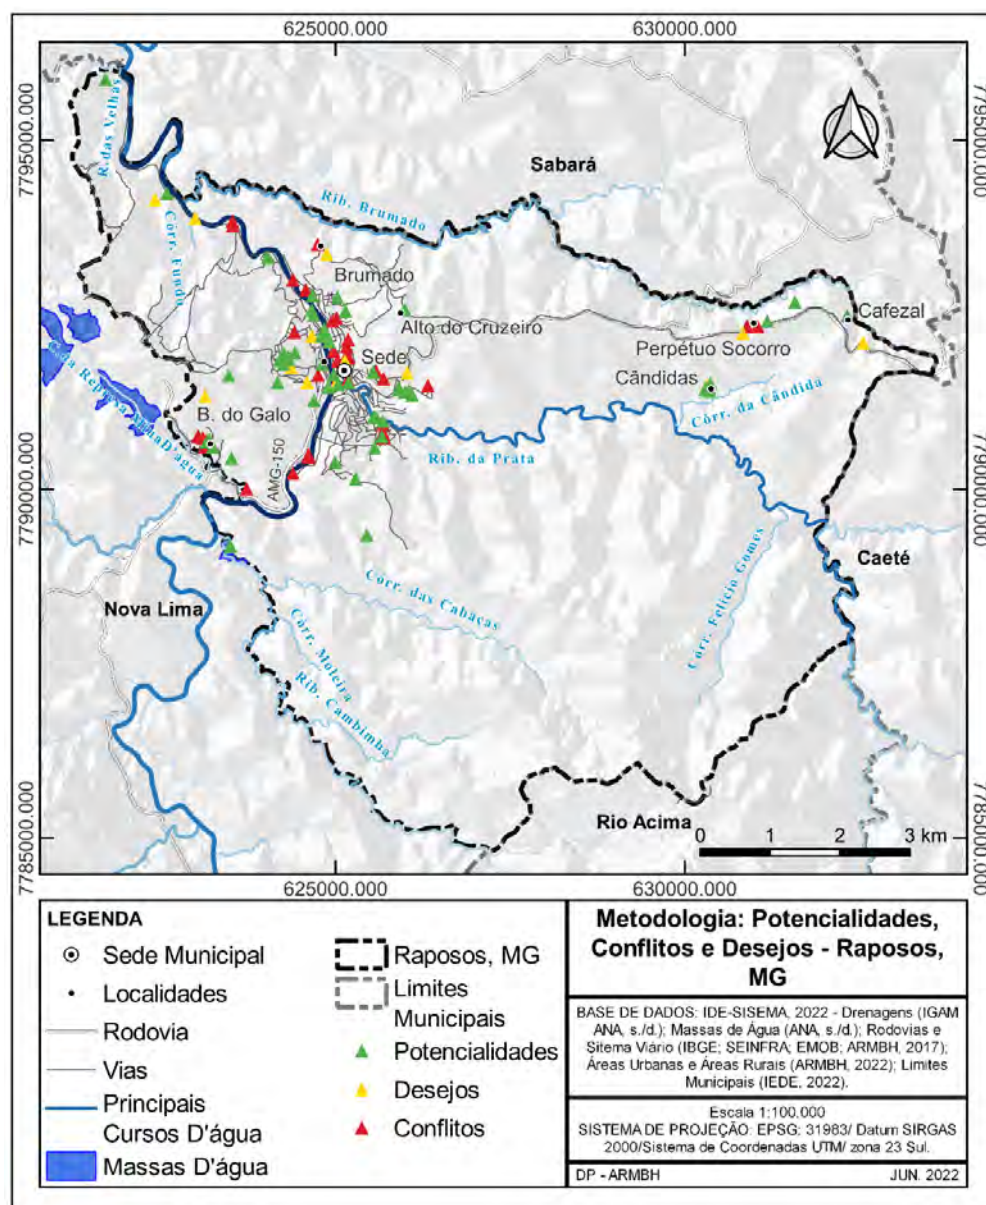 625000.000
630000.000
7795000.000
7795000.000
R.das Velhas
Sabará
Rib. Brumado
Córr. Fundo
Brumado
Alto do Cruzeiro
Cafezal
Perpétuo Socorro
Sede
Cândidas
Córr. da Cândida
B. do Galo
D'agua
AMG-150
Rib. da Prata
7790000.000
7790000.000
Córr. Felicio Gomes
Caeté
Córr. das Cabaças
Nova Lima
Córr. Moleira
Rib. Cambimha
Rio Acima
0 1 2 3 km
7785000.000
7785000.000
625000.000
630000.000
LEGENDA
Sede Municipal
Localidades
Rodovia
Vias
Principais
Cursos D'água
Massas D'água
Raposos, MG
Limites
Municipais
Potencialidades
Desejos
Conflitos
Metodologia: Potencialidades,
Conflitos e Desejos - Raposos,
MG
BASE DE DADOS: IDE-SISEMA, 2022 - Drenagens (IGAM
ANA, s./d.); Massas de Água (ANA, s./d.); Rodovias e
Sitema Viário (IBGE; SEINFRA; EMOB; ARMBH, 2017);
Áreas Urbanas e Áreas Rurais (ARMBH, 2022); Limites
Municipais (IEDE, 2022).
Escala 1:100.000
SISTEMA DE PROJEÇÃO: EPSG: 31983/ Datum SIRGAS
2000/Sistema de Coordenadas UTM/ zona 23 Sul.
DP - ARMBH
JUN. 2022